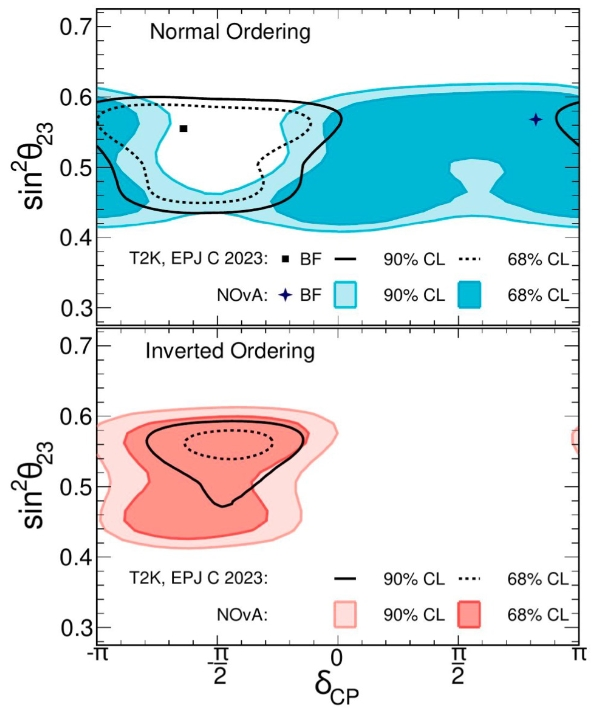 Normal Ordering
0.7
0.6
0.5
0.4
0.3
sin²θ23
T2K, EPJ C 2023: BF 90% CL 68% CL
NOvA: BF 90% CL 68% CL
Inverted Ordering
0.7
0.6
0.5
0.4
0.3
sin²θ23
T2K, EPJ C 2023: 90% CL 68% CL
NOvA: 90% CL 68% CL
-π -π/2 0 π/2 π
δCP